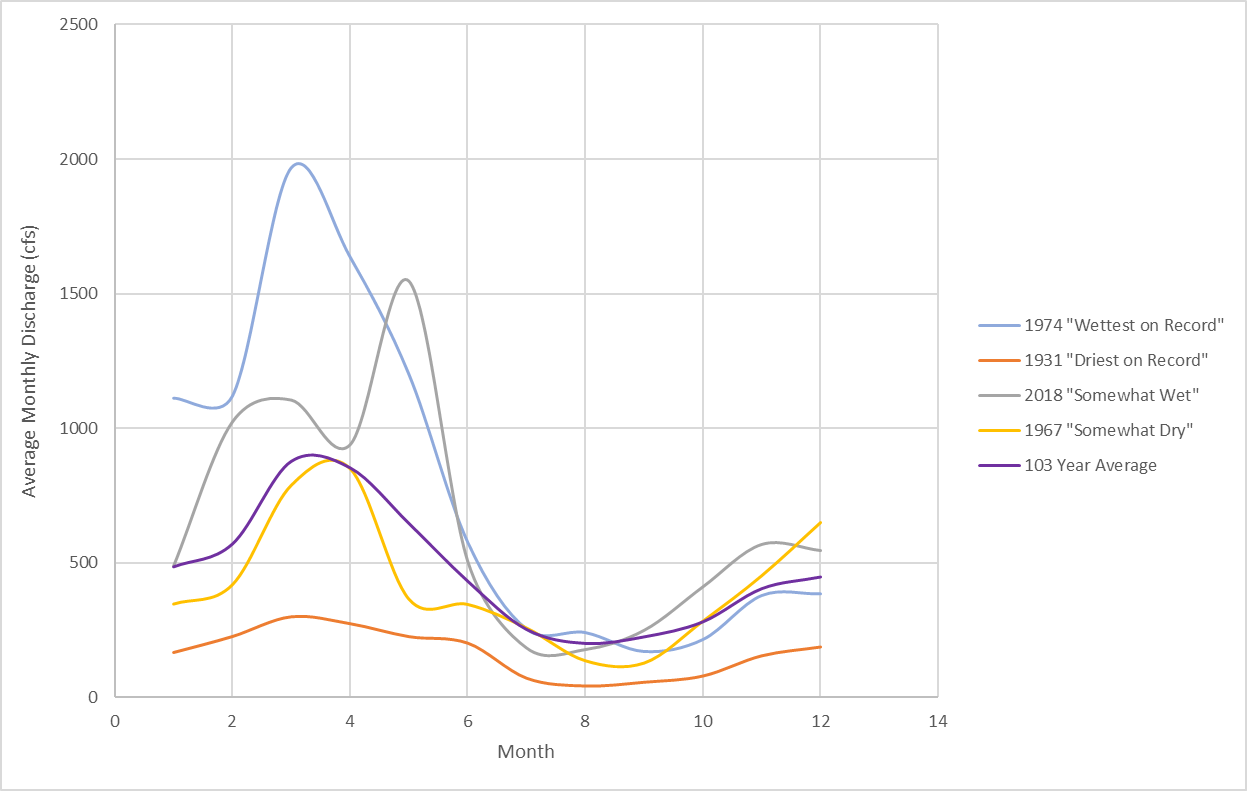 2500
2000
1500
1000
500
0
0 2 4 6 8 10 12 14
Average Monthly Discharge (cfs)
Month
1974 "Wettest on Record"
1931 "Driest on Record"
2018 "Somewhat Wet"
1967 "Somewhat Dry"
103 Year Average